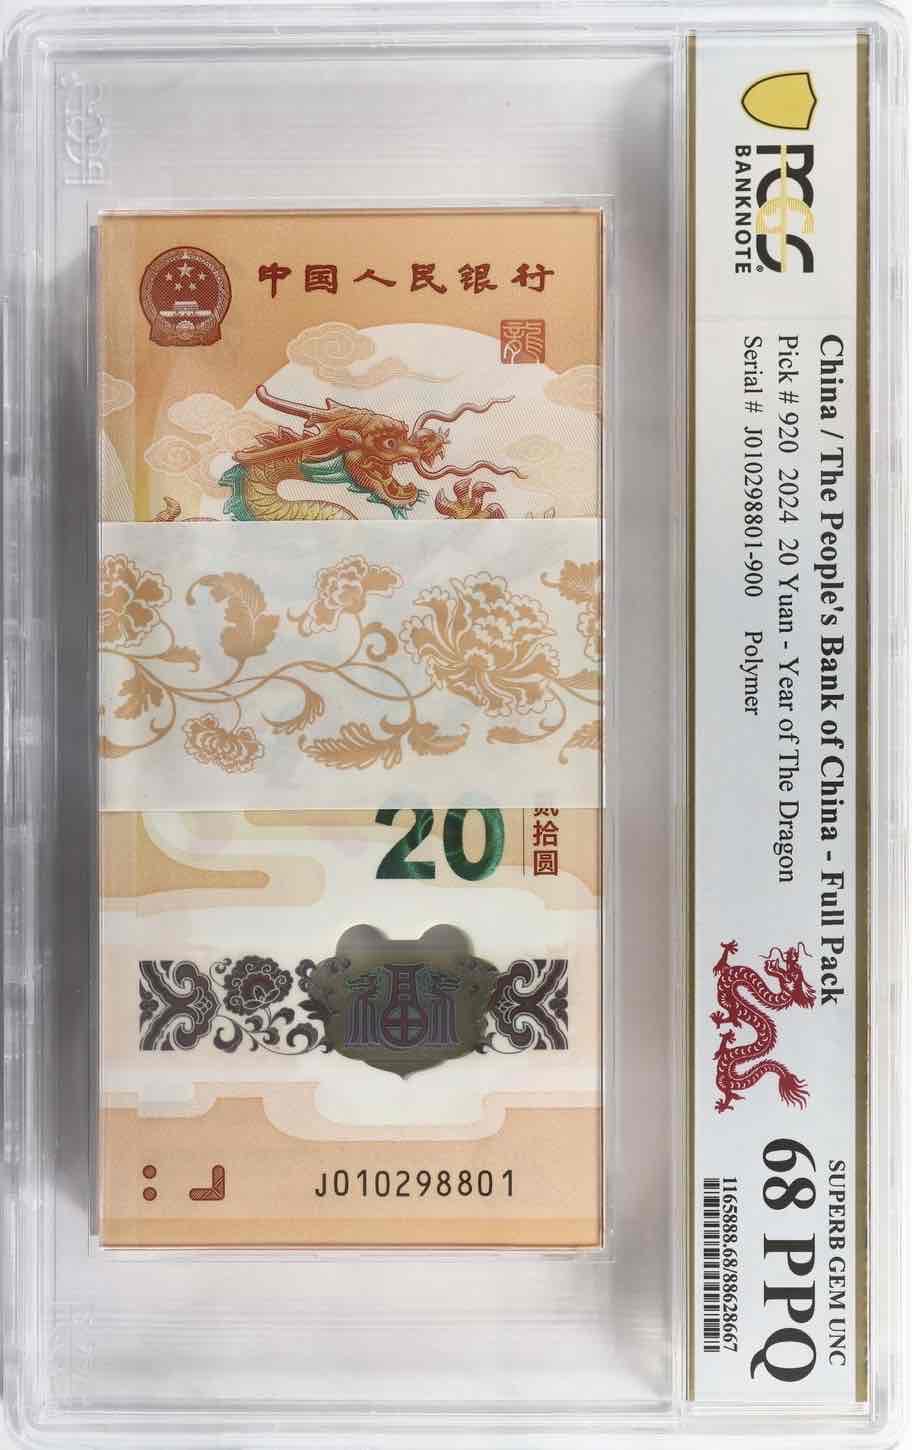 中国人民银行
龍
20
贰拾圆
福
J010298801
PCGS
BANKNOTE
China / The People's Bank of China - Full Pack
Pick # 920 2024 20 Yuan - Year of The Dragon
Serial # J010298801-900 Polymer
SUPERB GEM UNC
68 PPQ
1165888.68/88628667